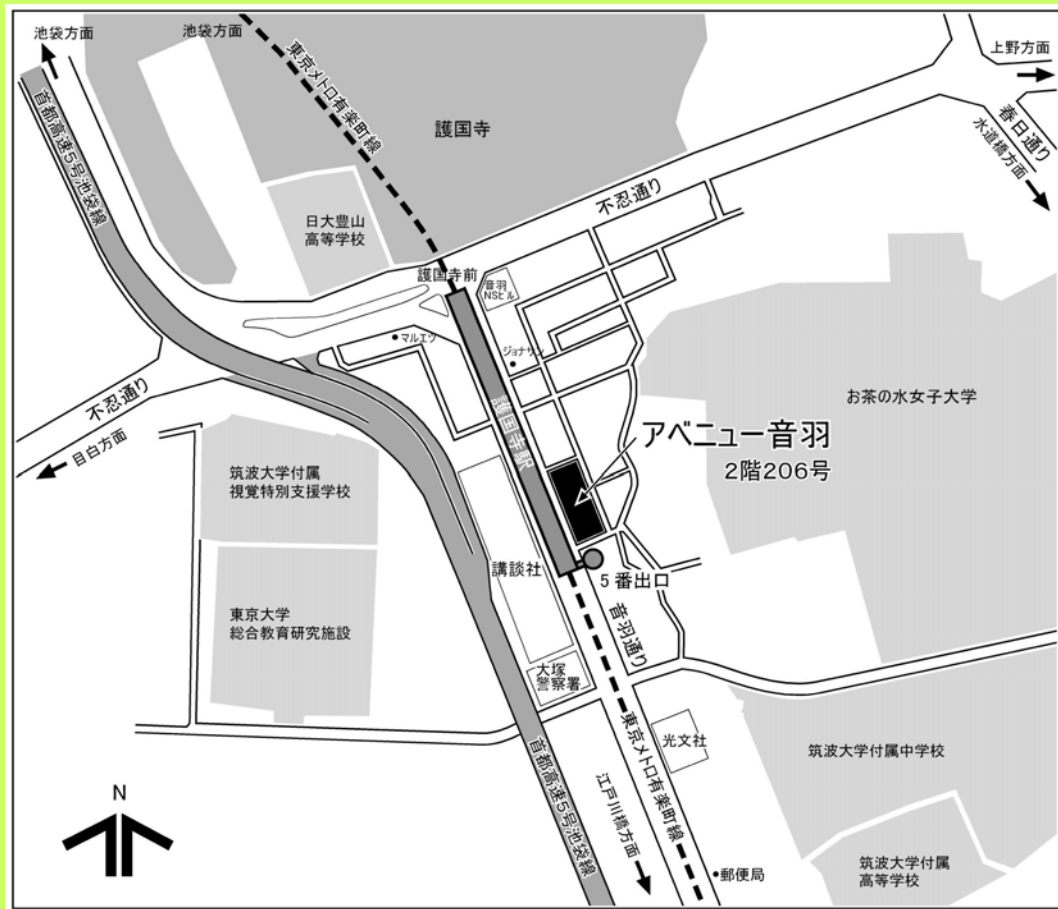 池袋方面
池袋方面
上野方面
首都高速5号池袋線
東京メトロ有楽町線
護国寺
春日通り
水道橋方面
不忍通り
日大豊山
高等学校
護国寺前
音羽
NSビル
マルエツ
ジョナサン
不忍通り
目白方面
お茶の水女子大学
護国寺駅
アベニュー音羽
2階206号
筑波大学付属
視覚特別支援学校
講談社
5番出口
東京大学
総合教育研究施設
音羽通り
大塚
警察署
光文社
東京メトロ有楽町線
筑波大学付属中学校
首都高速5号池袋線
江戸川橋方面
N
郵便局
筑波大学付属
高等学校